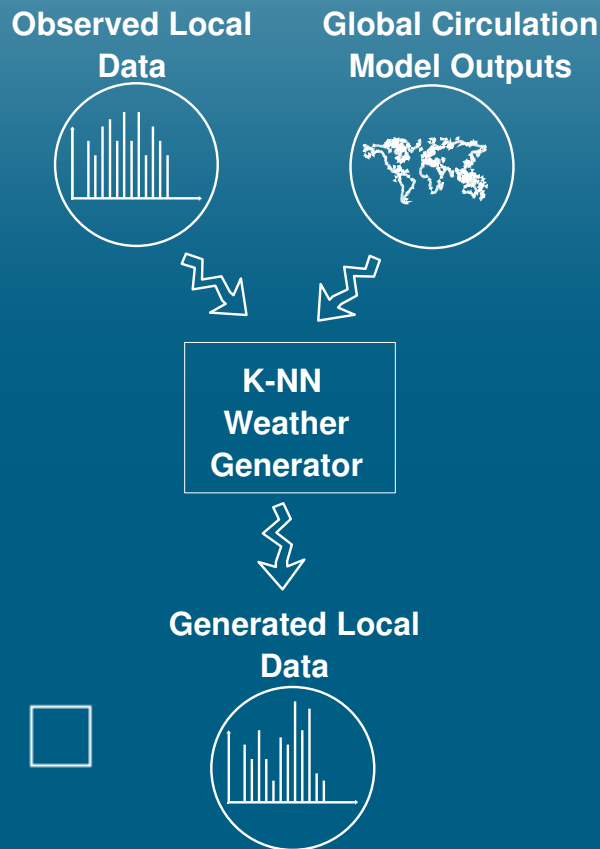 Observed Local
Data
Global Circulation
Model Outputs
K-NN
Weather
Generator
Generated Local
Data